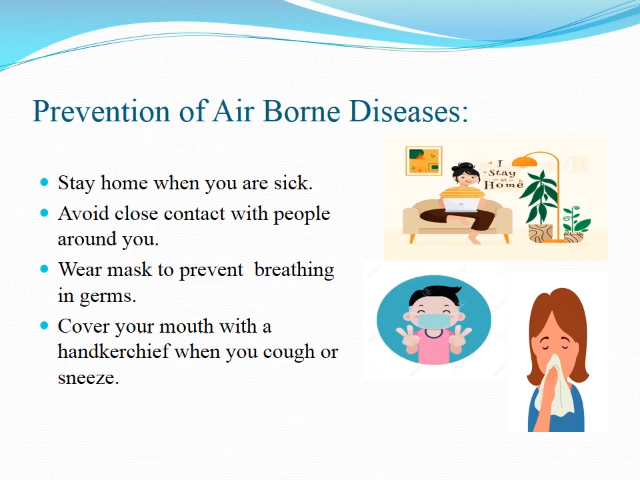 Prevention of Air Borne Diseases:
Stay home when you are sick.
Avoid close contact with people
around you.
Wear mask to prevent  breathing
in germs.
Cover your mouth with a
handkerchief when you cough or
sneeze.
I
Stay
at
Home